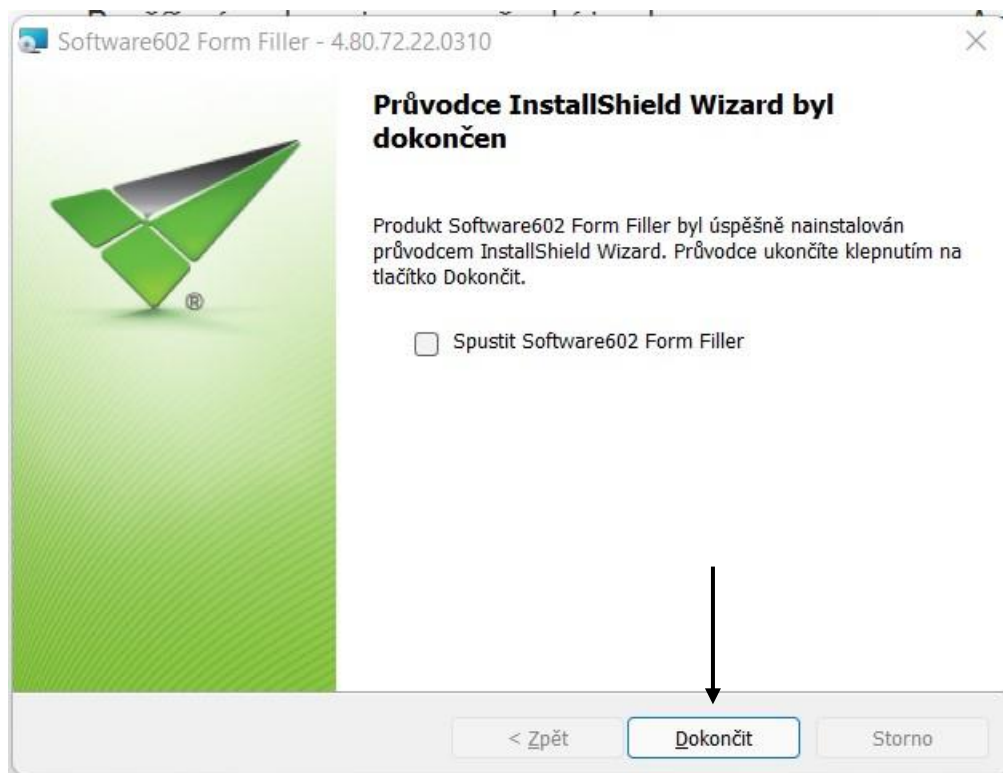 Software602 Form Filler - 4.80.72.22.0310
Průvodce InstallShield Wizard byl
dokončen
Produkt Software602 Form Filler byl úspěšně nainstalován
průvodcem InstallShield Wizard. Průvodce ukončíte klepnutím na
tlačítko Dokončit.
®
Spustit Software602 Form Filler
< Zpět
Dokončit
Storno